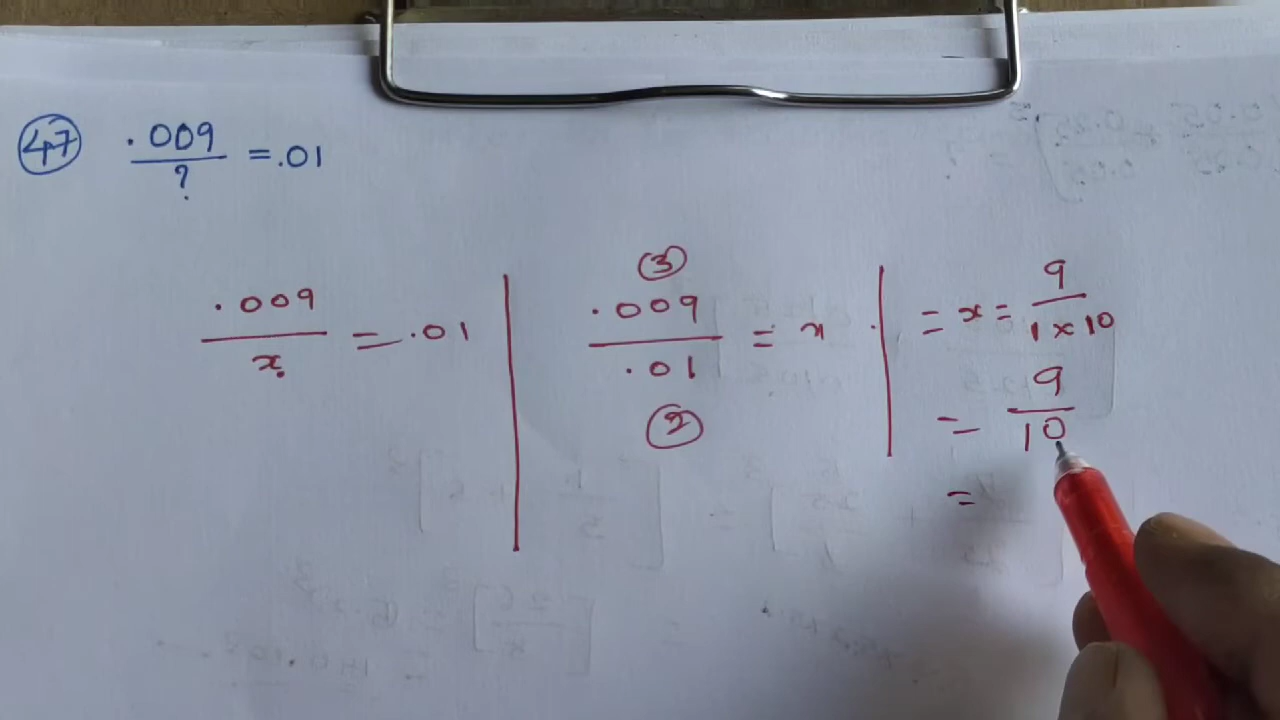 47 .009/? = .01
.009/x = .01
3
.009/.01 = x
2
= x = 9/1 x 10
= 9/10
=